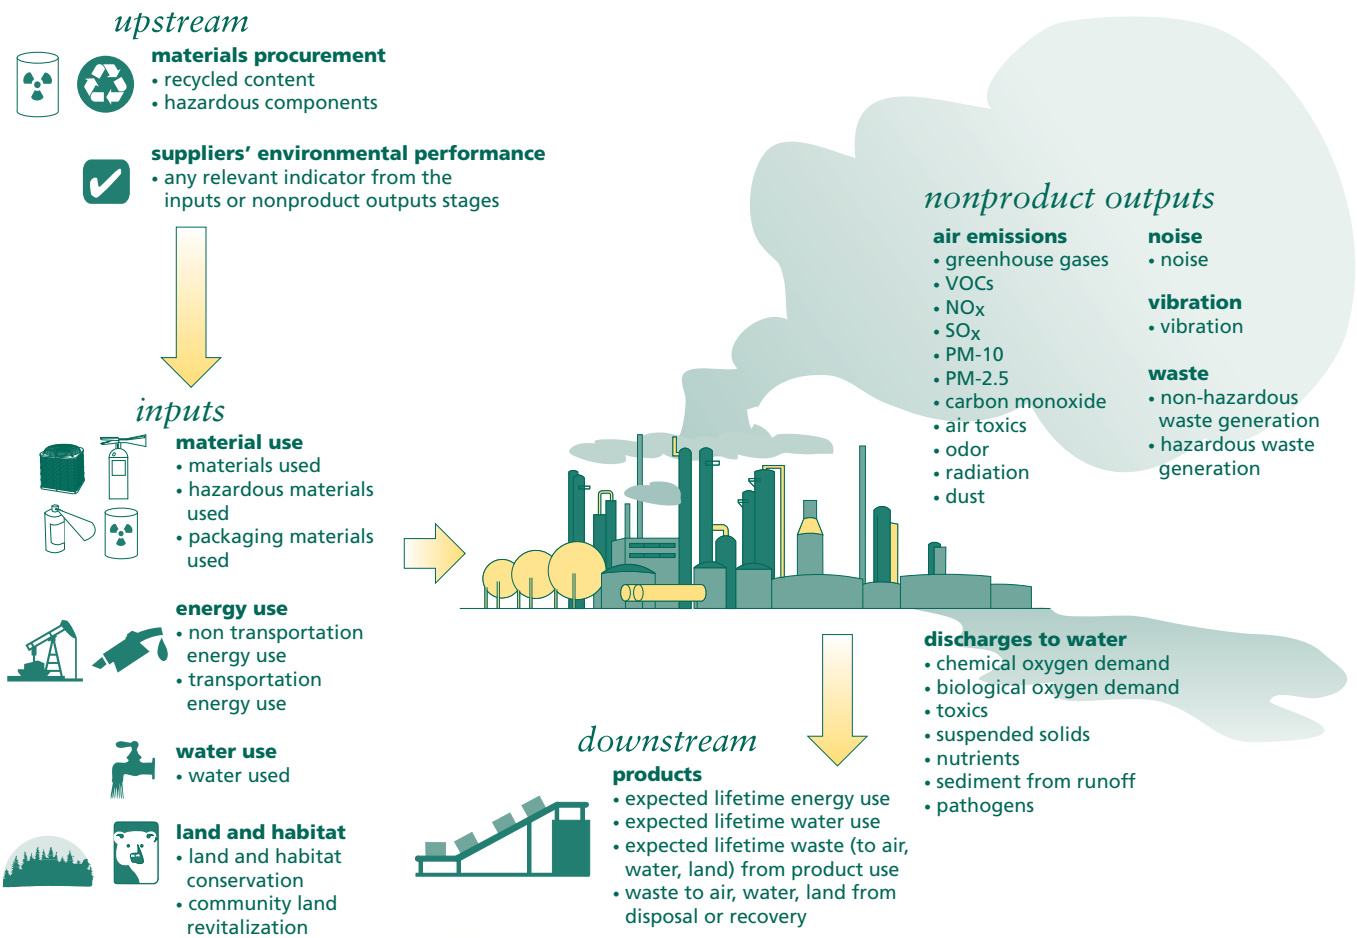 upstream
materials procurement
• recycled content
• hazardous components
suppliers’ environmental performance
• any relevant indicator from the
inputs or nonproduct outputs stages
inputs
material use
• materials used
• hazardous materials
used
• packaging materials
used
energy use
• non transportation
energy use
• transportation
energy use
water use
• water used
land and habitat
• land and habitat
conservation
• community land
revitalization
nonproduct outputs
air emissions
• greenhouse gases
• VOCs
• NOx
• SOx
• PM-10
• PM-2.5
• carbon monoxide
• air toxics
• odor
• radiation
• dust
noise
• noise
vibration
• vibration
waste
• non-hazardous
waste generation
• hazardous waste
generation
discharges to water
• chemical oxygen demand
• biological oxygen demand
• toxics
• suspended solids
• nutrients
• sediment from runoff
• pathogens
downstream
products
• expected lifetime energy use
• expected lifetime water use
• expected lifetime waste (to air,
water, land) from product use
• waste to air, water, land from
disposal or recovery